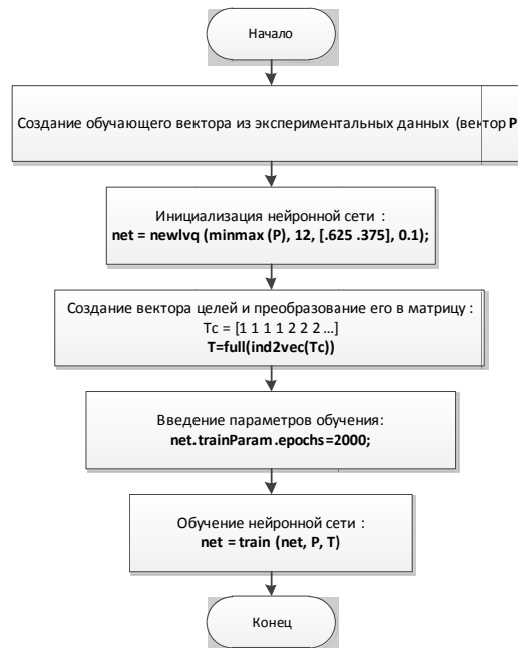 Начало
Создание обучающего вектора из экспериментальных данных (вектор P
Инициализация нейронной сети :
net = newlvq (minmax (P), 12, [.625 .375], 0.1);
Создание вектора целей и преобразование его в матрицу :
Tc = [1 1 1 1 2 2 2 ...]
T=full(ind2vec(Tc))
Введение параметров обучения:
net.trainParam.epochs=2000;
Обучение нейронной сети :
net = train (net, P, T)
Конец